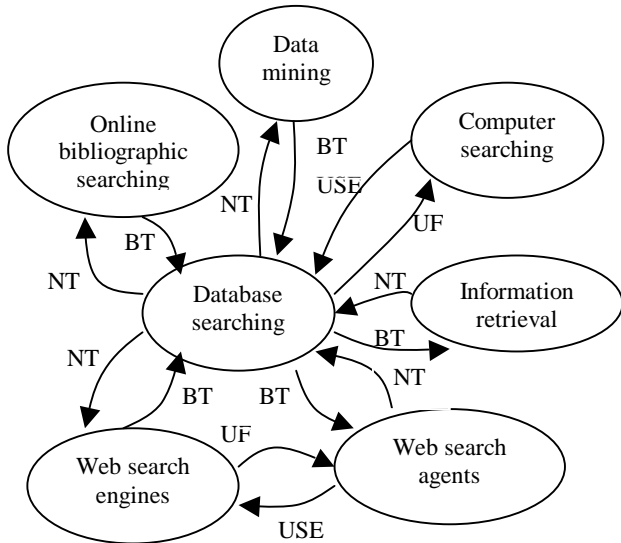 Data
mining
Online
bibliographic
searching
Computer
searching
BT
USE
NT
UF
BT
NT
Database
searching
NT
Information
retrieval
BT
NT
BT
BT
NT
UF
Web search
engines
Web search
agents
USE